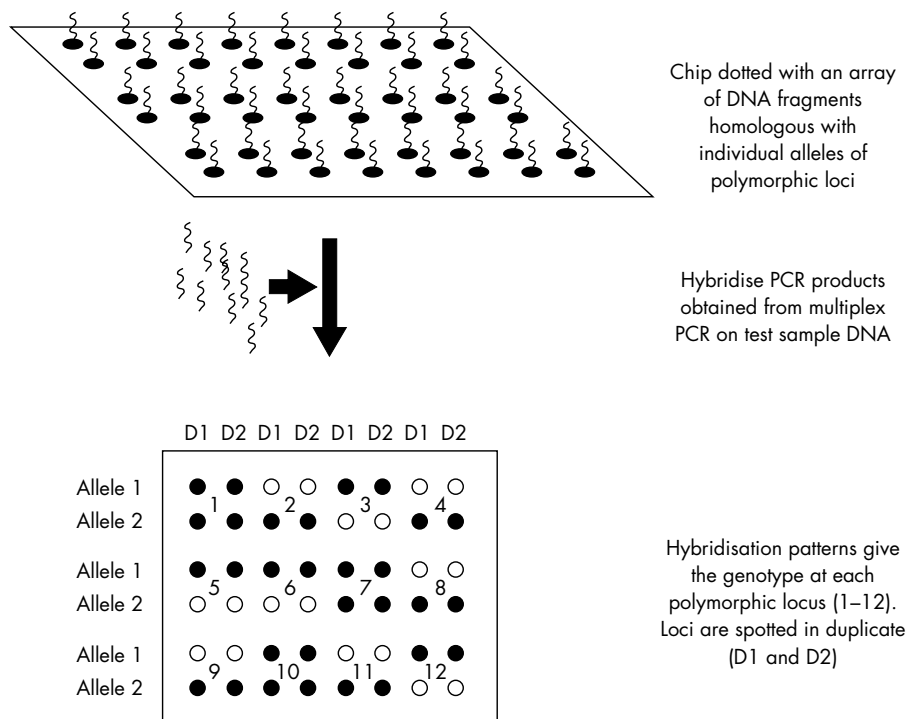 Chip dotted with an array
of DNA fragments
homologous with
individual alleles of
polymorphic loci
Hybridise PCR products
obtained from multiplex
PCR on test sample DNA
D1 D2 D1 D2 D1 D2 D1 D2
Allele 1
1 2 3 4
Allele 2
Allele 1
5 6 7 8
Allele 2
Allele 1
9 10 11 12
Allele 2
Hybridisation patterns give
the genotype at each
polymorphic locus (1–12).
Loci are spotted in duplicate
(D1 and D2)